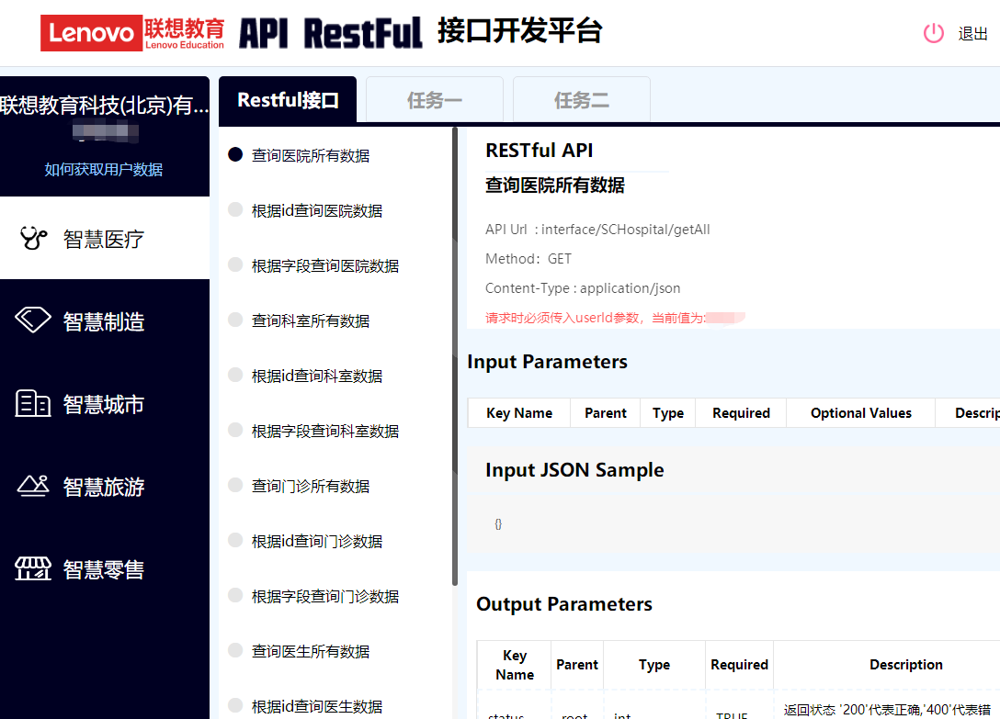 Lenovo 联想教育
Lenovo Education
API RestFul 接口开发平台
退出
联想教育科技(北京)有...
如何获取用户数据
智慧医疗
智慧制造
智慧城市
智慧旅游
智慧零售
Restful接口 任务一 任务二
查询医院所有数据
根据id查询医院数据
根据字段查询医院数据
查询科室所有数据
根据id查询科室数据
根据字段查询科室数据
查询门诊所有数据
根据id查询门诊数据
根据字段查询门诊数据
查询医生所有数据
根据id查询医生数据
RESTful API
查询医院所有数据
API Url : interface/SCHospital/getAll
Method: GET
Content-Type : application/json
请求时必须传入userId参数，当前值为:
Input Parameters
Key Name Parent Type Required Optional Values Descrip
Input JSON Sample
{}
Output Parameters
Key Name Parent Type Required Description
status root int TRUE 返回状态 '200'代表正确,'400'代表错